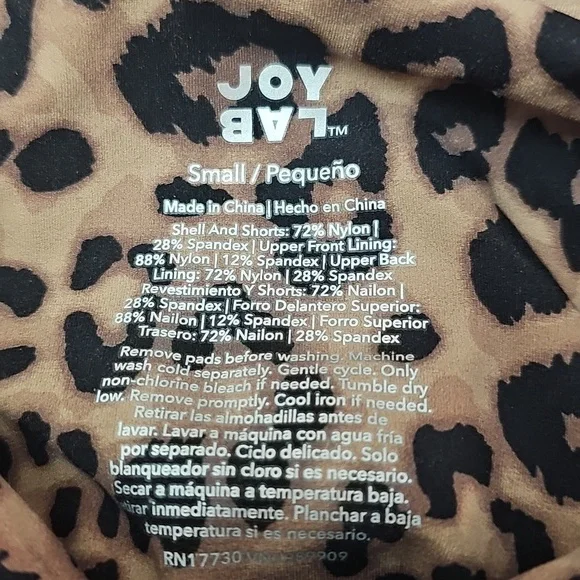 JOY
LAB TM
Small / Pequeño
Made in China | Hecho en China
Shell And Shorts: 72% Nylon |
28% Spandex | Upper Front Lining:
88% Nylon | 12% Spandex | Upper Back
Lining: 72% Nylon | 28% Spandex
Revestimiento Y Shorts: 72% Nailon |
28% Spandex | Forro Delantero Superior:
88% Nailon | 12% Spandex | Forro Superior
Trasero: 72% Nailon | 28% Spandex
Remove pads before washing. Machine
wash cold separately. Gentle cycle. Only
non-chlorine bleach if needed. Tumble dry
low. Remove promptly. Cool iron if needed.
Retirar las almohadillas antes de
lavar. Lavar a máquina con agua fría
por separado. Ciclo delicado. Solo
blanqueador sin cloro si es necesario.
Secar a máquina a temperatura baja.
Retirar inmediatamente. Planchar a baja
temperatura si es necesario.
RN17730